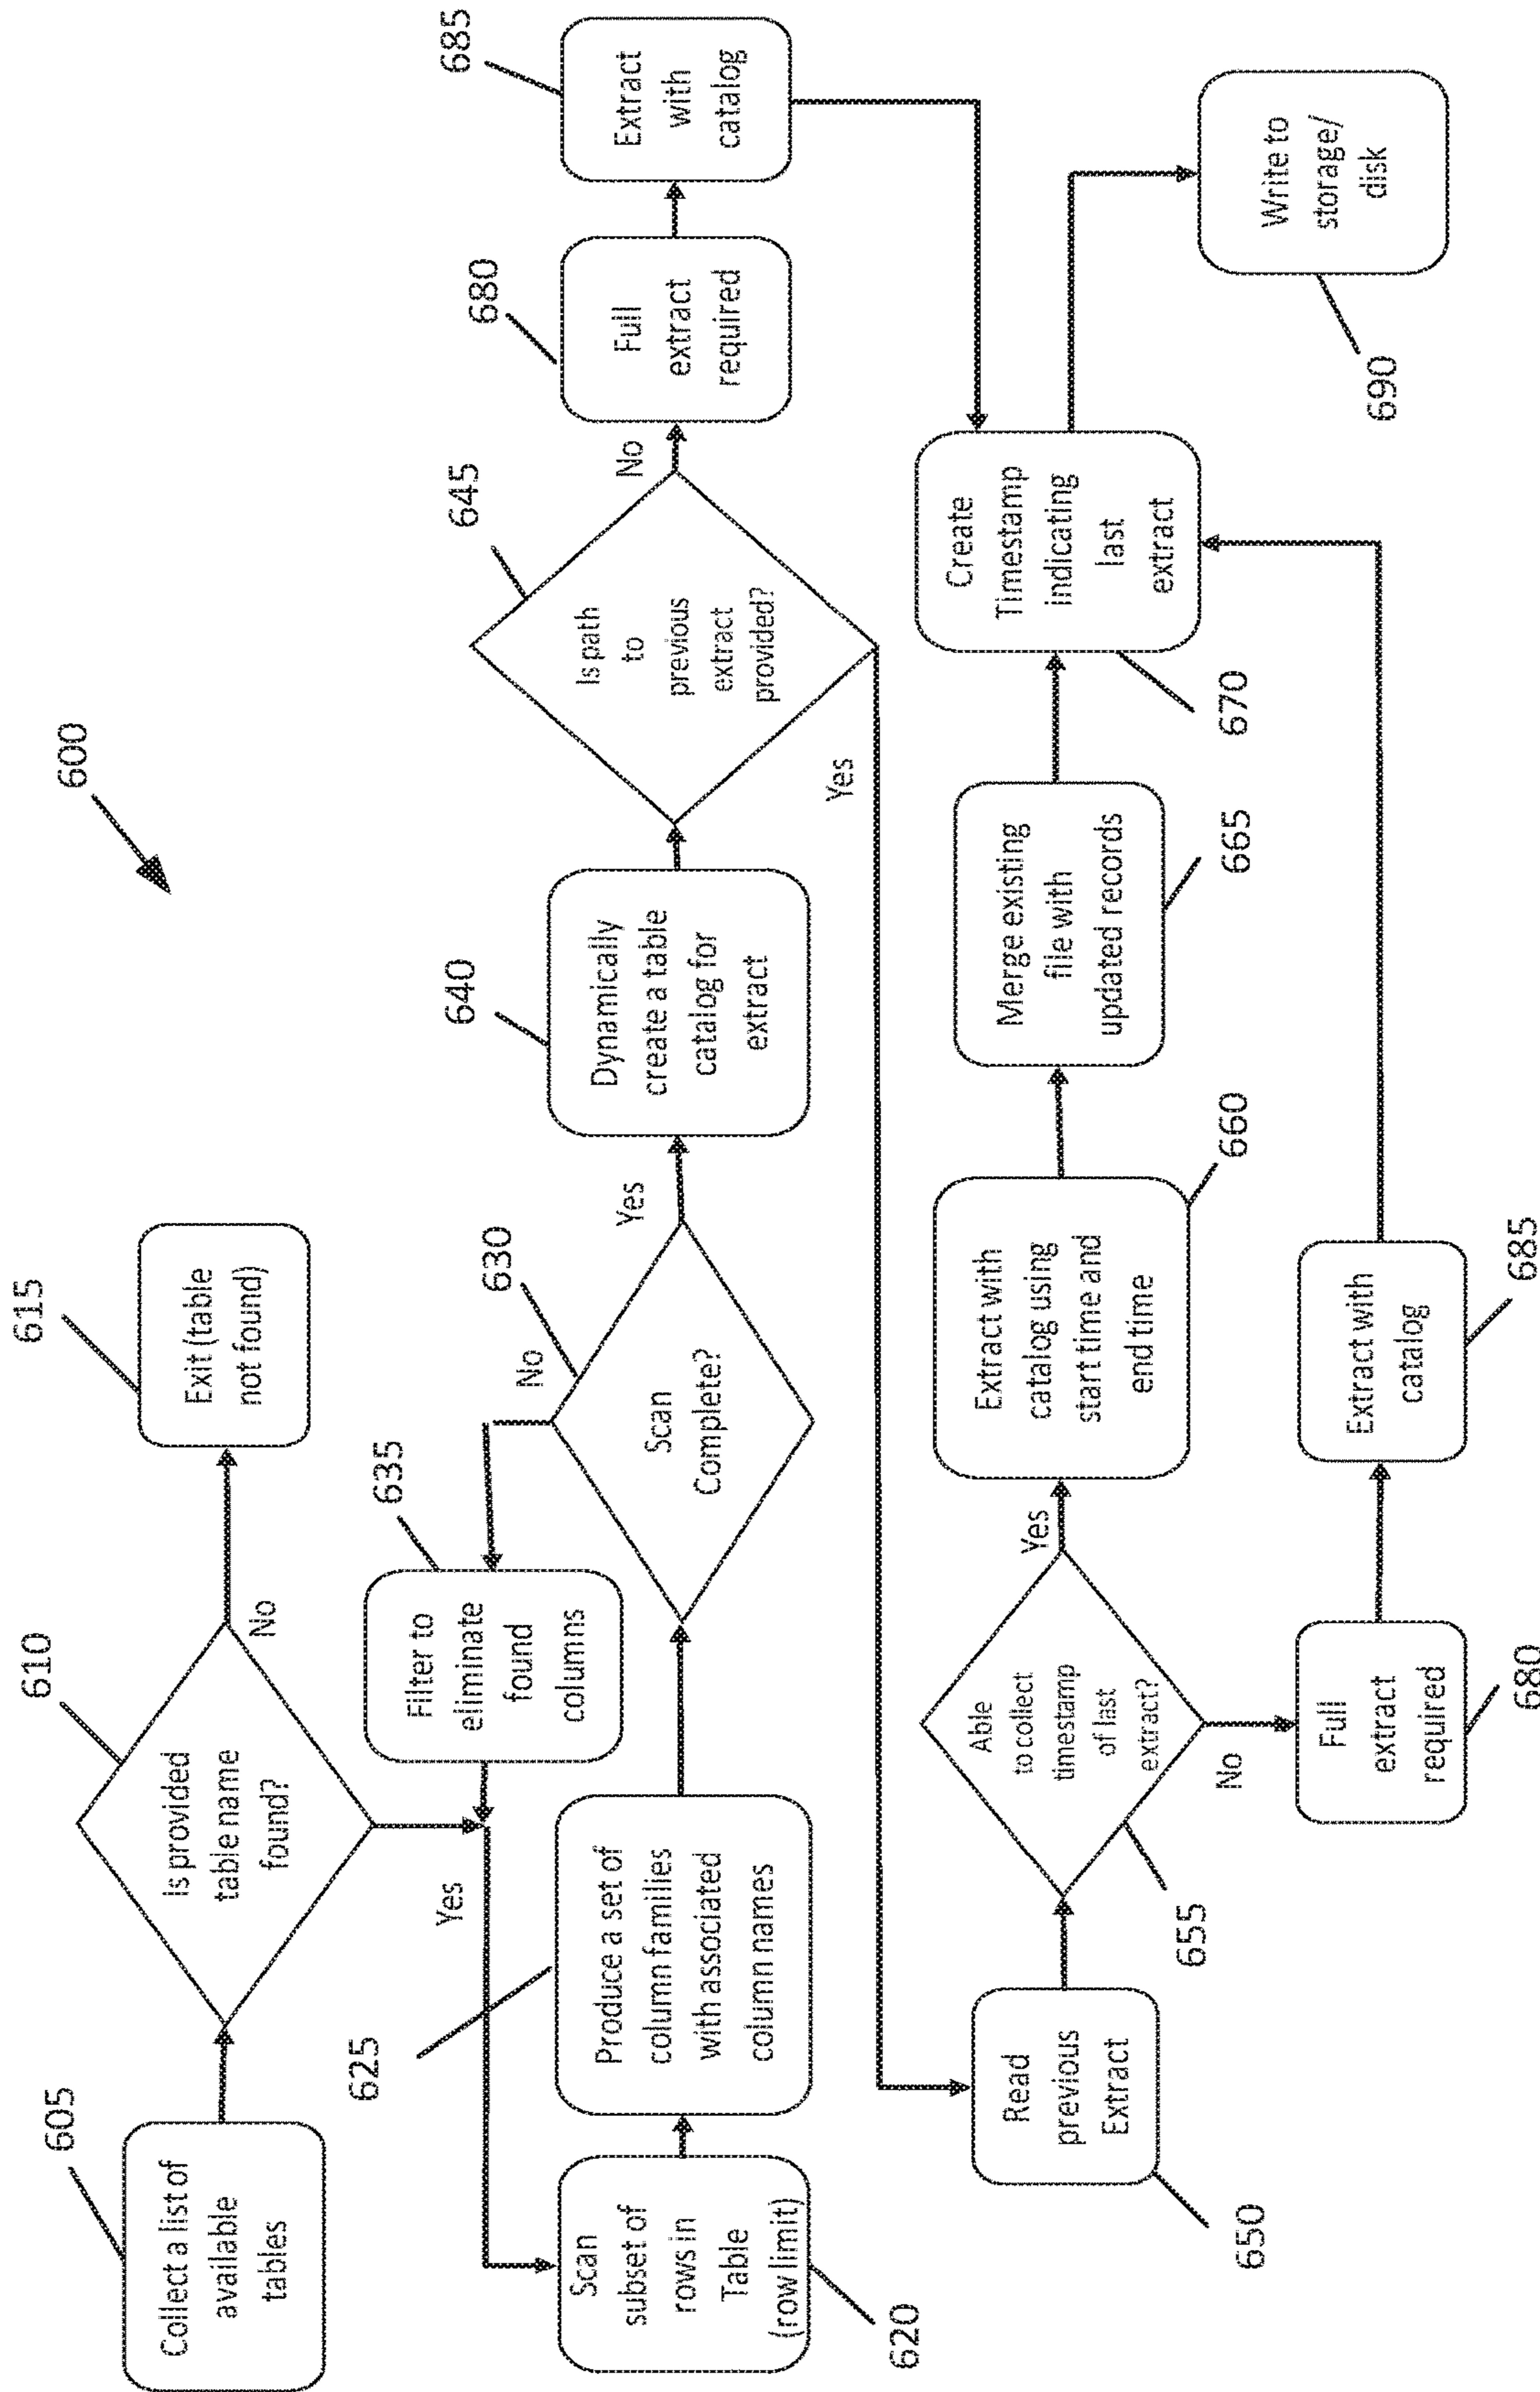 600
605
Collect a list of
available
tables
610
Is provided
table name
found?
No
615
Exit (table
not found)
Yes
620
Scan
subset of
rows in
Table
(row limit)
625
Produce a set of
column families
with associated
column names
635
Filter to
eliminate
found
columns
630
Scan
Complete?
No
Yes
640
Dynamically
create a table
catalog for
extract
645
Is path
to
previous
extract
provided?
No
Yes
680
Full
extract
required
685
Extract
with
catalog
650
Read
previous
Extract
655
Able
to collect
timestamp
of last
extract?
Yes
No
660
Extract with
catalog using
start time and
end time
665
Merge existing
file with
updated records
670
Create
Timestamp
indicating
last
extract
680
Full
extract
required
685
Extract with
catalog
690
Write to
storage/
disk